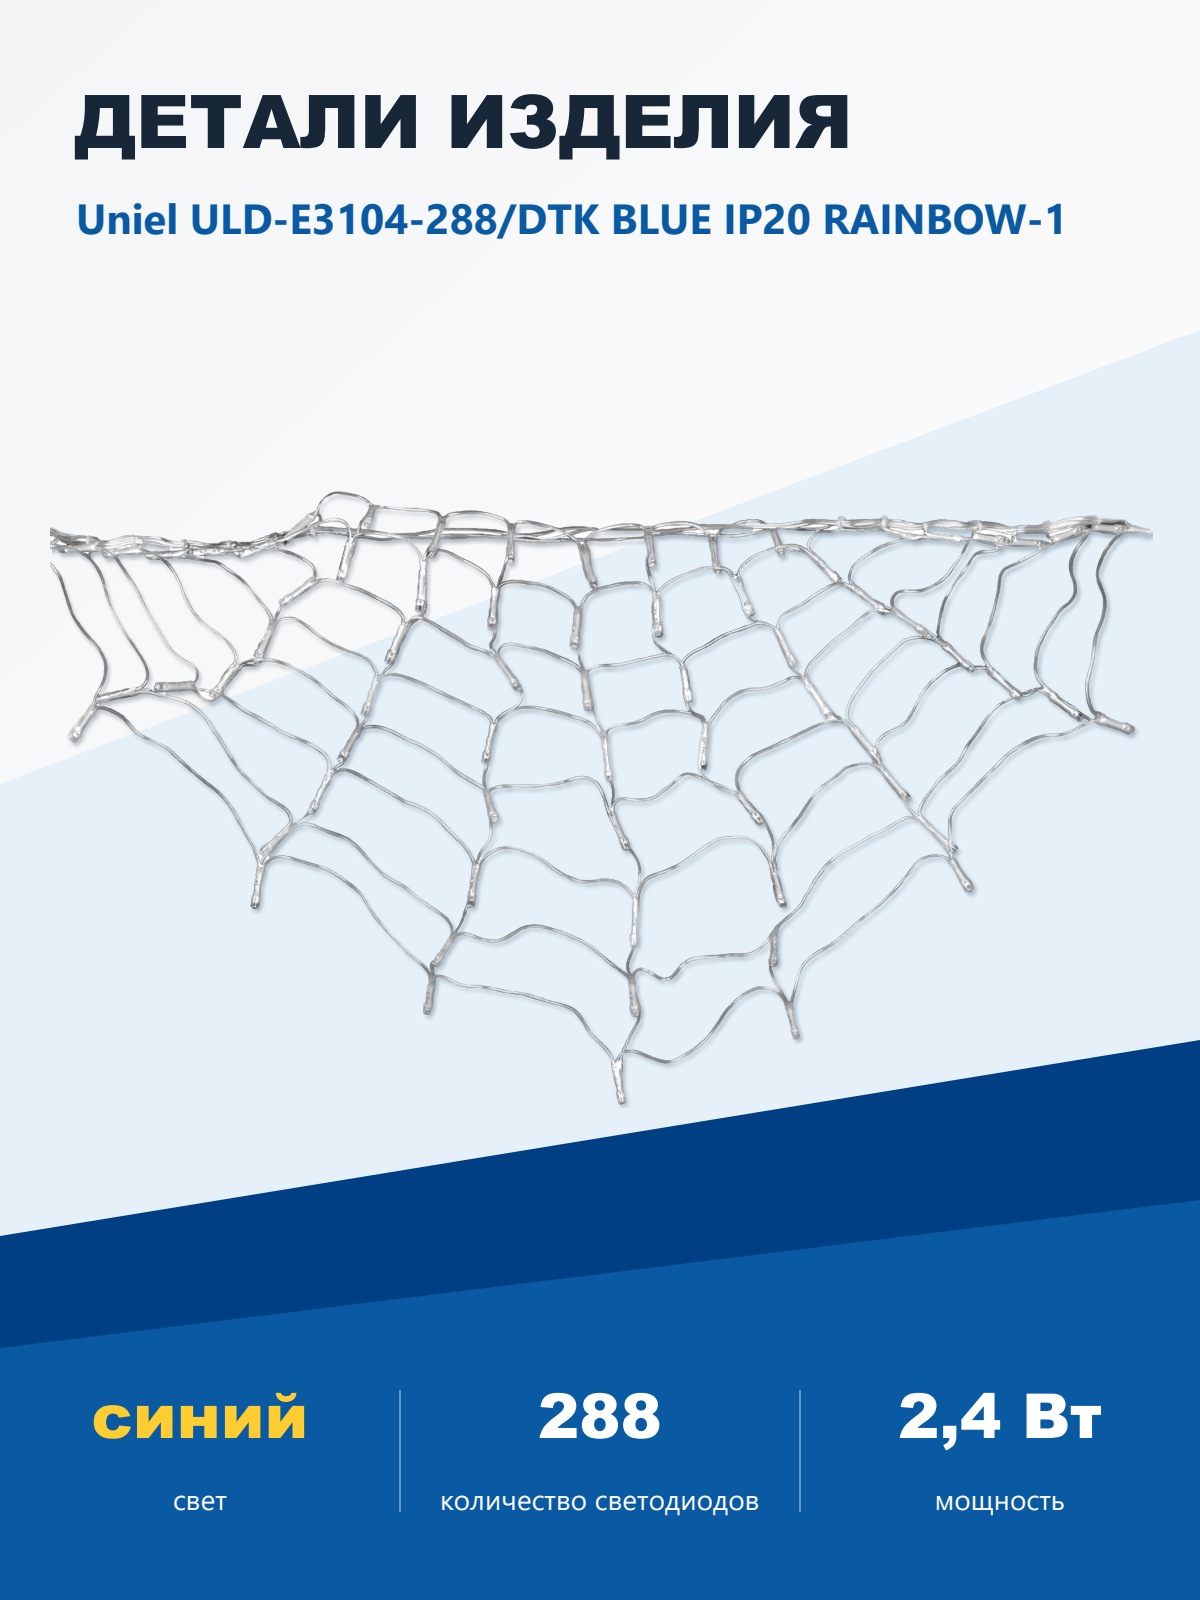 ДЕТАЛИ ИЗДЕЛИЯ
Uniel ULD-E3104-288/DTK BLUE IP20 RAINBOW-1
синий
свет
288
количество светодиодов
2,4 Вт
мощность